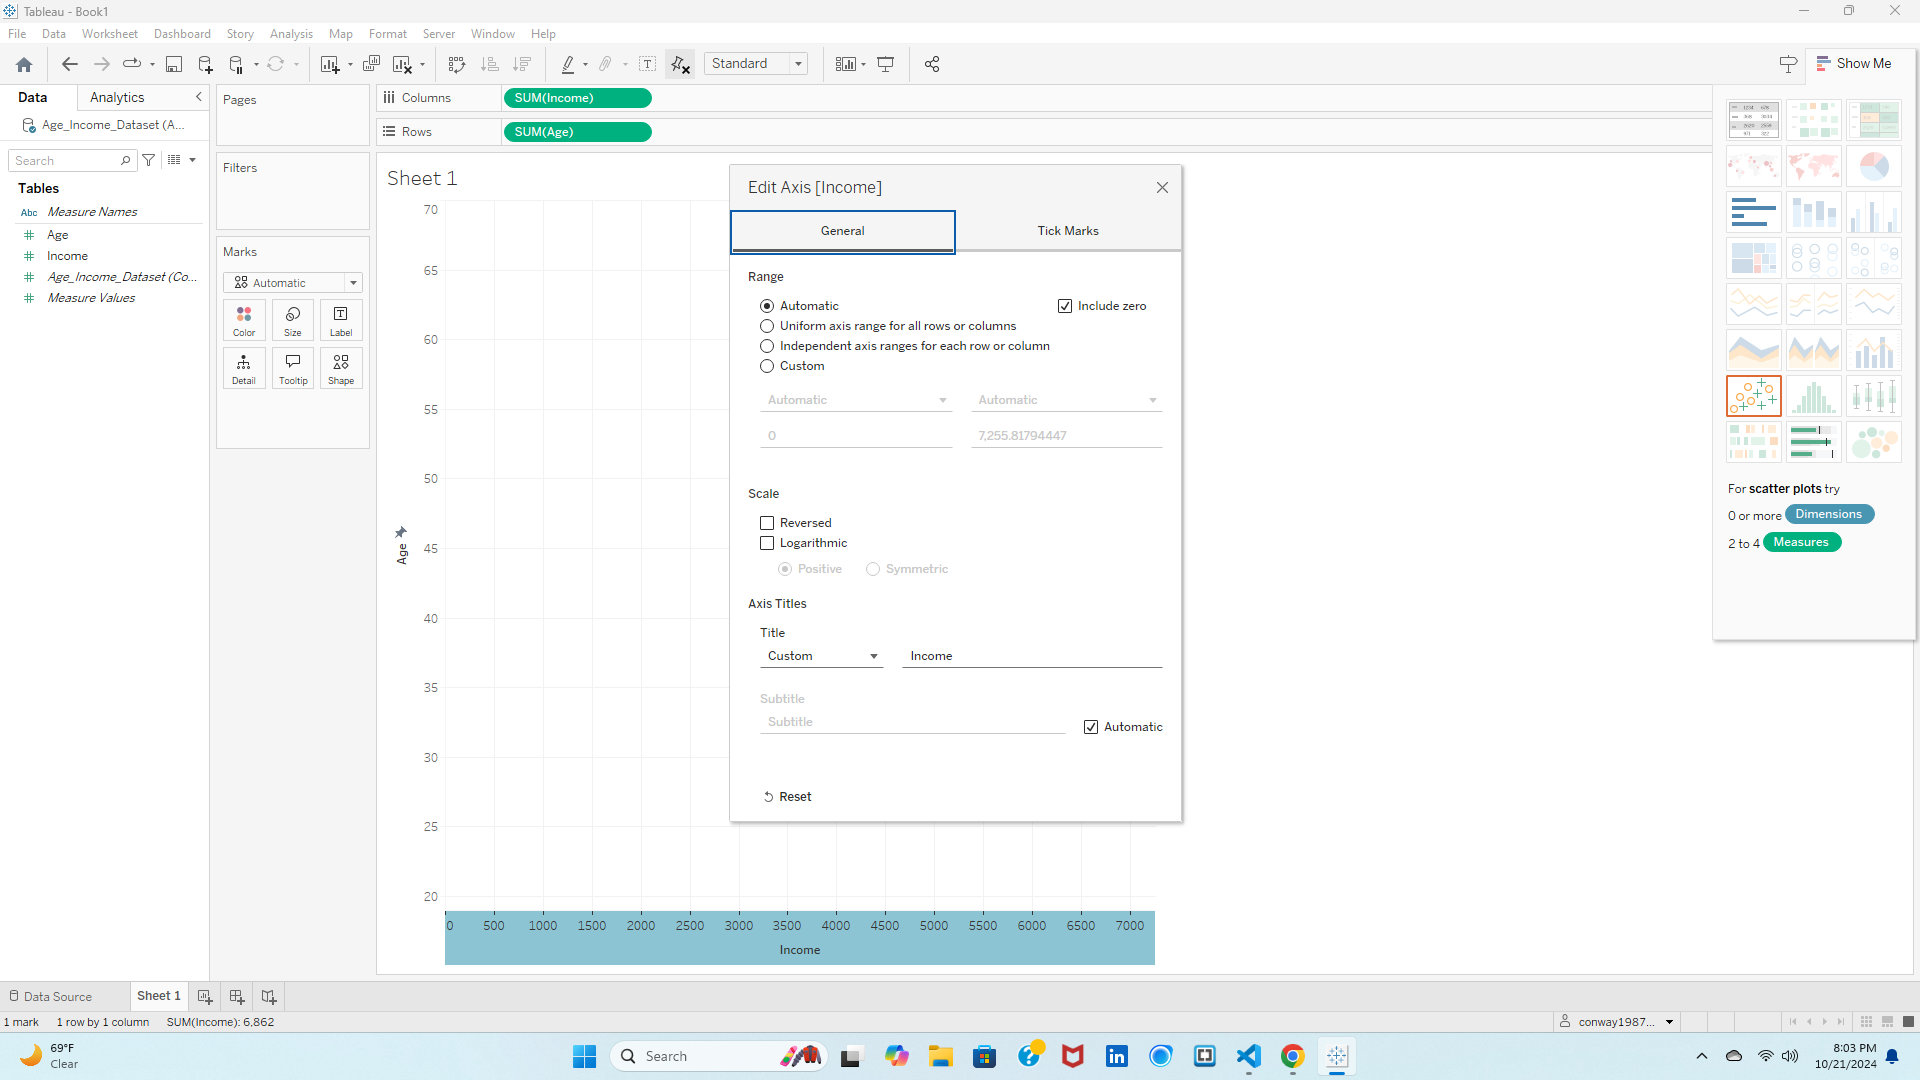 Tableau - Book1
File Data Worksheet Dashboard Story Analysis Map Format Server Window Help
Standard
Show Me
Data Analytics
Age_Income_Dataset (A...
Search
Tables
Abc Measure Names
Age
Income
Age_Income_Dataset (Co...
Measure Values
Pages
Filters
Marks
Automatic
Color Size Label
Detail Tooltip Shape
Columns SUM(Income)
Rows SUM(Age)
Sheet 1
70
65
60
55
50
45
40
35
30
25
20
Age
0 500 1000 1500 2000 2500 3000 3500 4000 4500 5000 5500 6000 6500 7000
Income
Edit Axis [Income]
General Tick Marks
Range
Automatic Include zero
Uniform axis range for all rows or columns
Independent axis ranges for each row or column
Custom
Automatic Automatic
0 7,255.81794447
Scale
Reversed
Logarithmic
Positive Symmetric
Axis Titles
Title
Custom Income
Subtitle
Subtitle Automatic
Reset
For scatter plots try
0 or more Dimensions
2 to 4 Measures
Data Source Sheet 1
1 mark 1 row by 1 column SUM(Income): 6,862
conway1987...
69°F
Clear
Search
8:03 PM
10/21/2024